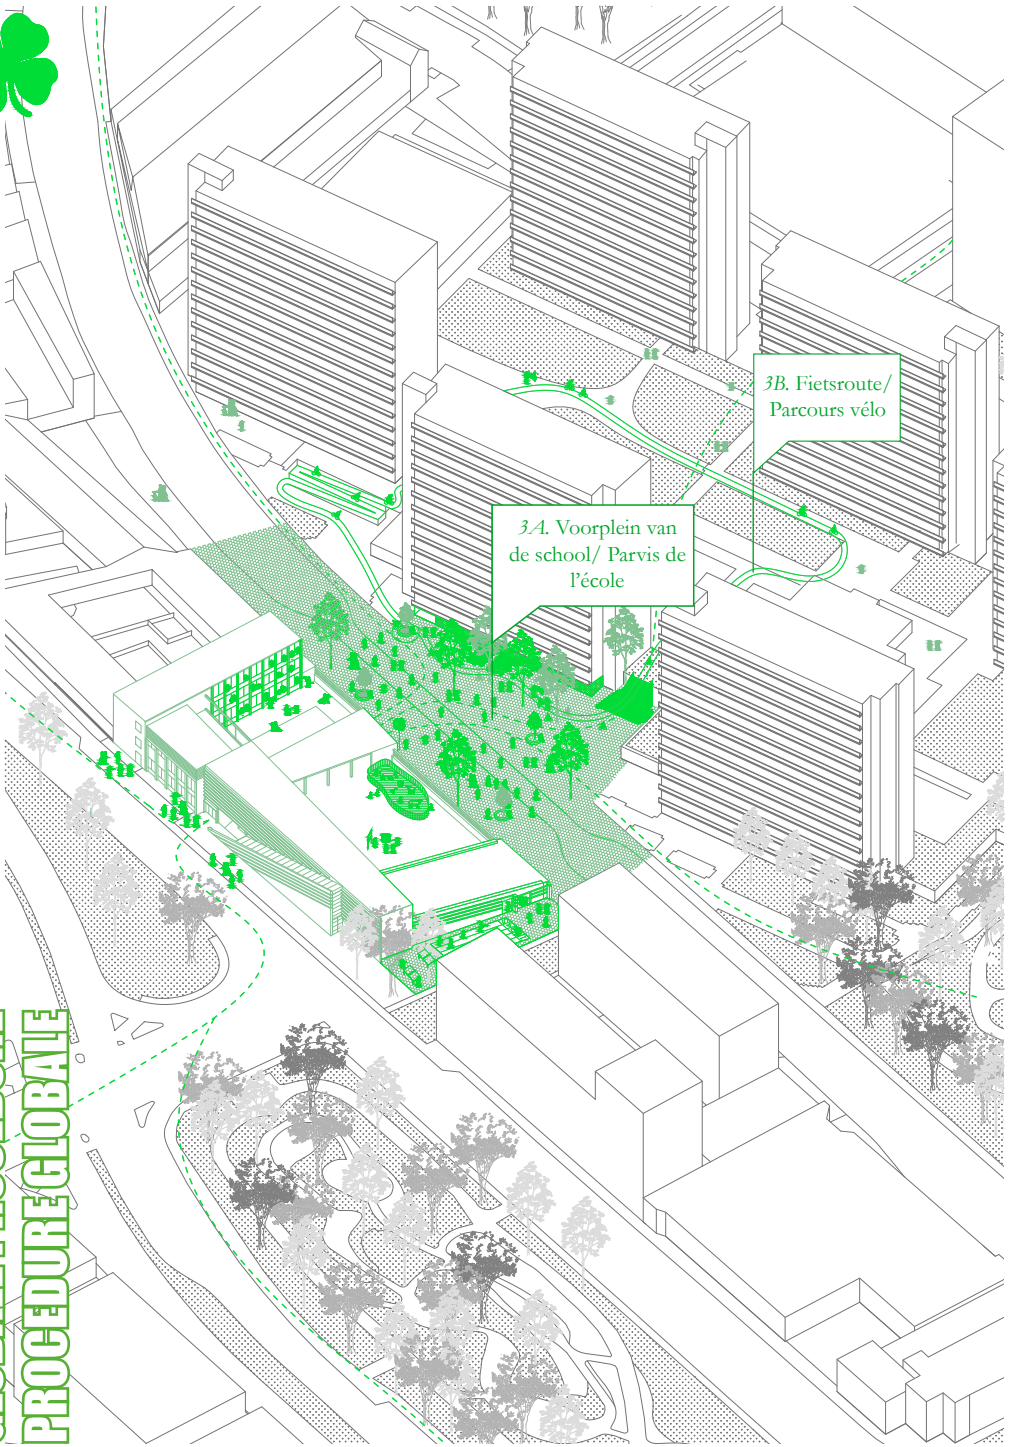 3B. Fietsroute/
Parcours vélo
3A. Voorplein van
de school/ Parvis de
l'école
PROCEDURE GLOBALE